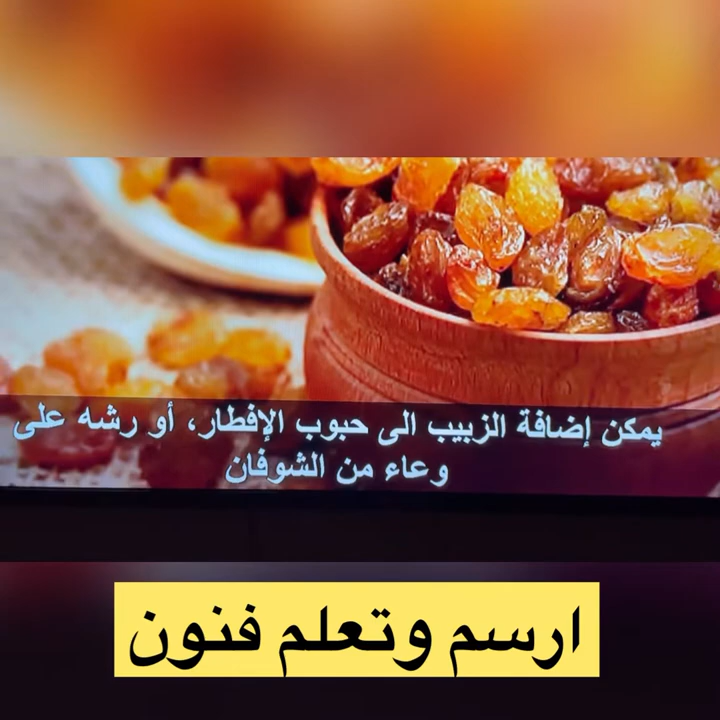 يمكن إضافة الزبيب الى حبوب الإفطار، أو رشه على
وعاء من الشوفان
ارسم وتعلم فنون